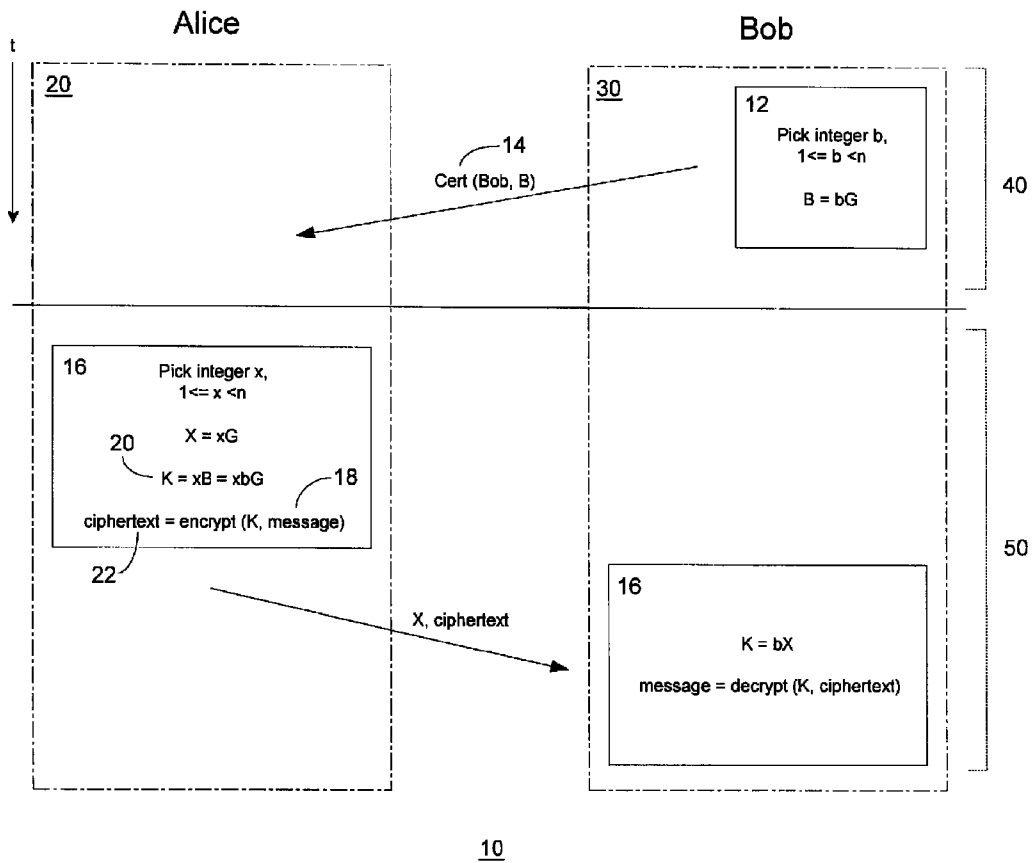 Alice
Bob
t
20
30
12
Pick integer b,
1<= b <n
B = bG
14
Cert (Bob, B)
40
16
Pick integer x,
1<= x <n
X = xG
20
K = xB = xbG
18
ciphertext = encrypt (K, message)
22
50
X, ciphertext
16
K = bX
message = decrypt (K, ciphertext)
10